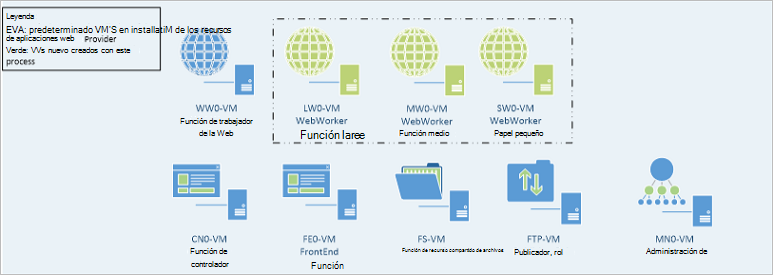 Leyenda
EVA: predeterminado VM'S en installatiM de los recursos
de aplicaciones web Provider
Verde: VVs nuevo creados con este
process
WW0-VM
Función de trabajador
de la Web
LW0-VM
WebWorker
Función laree
MW0-VM
WebWorker
Función medio
SW0-VM
WebWorker
Papel pequeño
CN0-VM
Función de
controlador
FE0-VM
FrontEnd
Función
FS-VM
Función de recurso compartido de archivos
FTP-VM
Publicador, rol
MN0-VM
Administración de